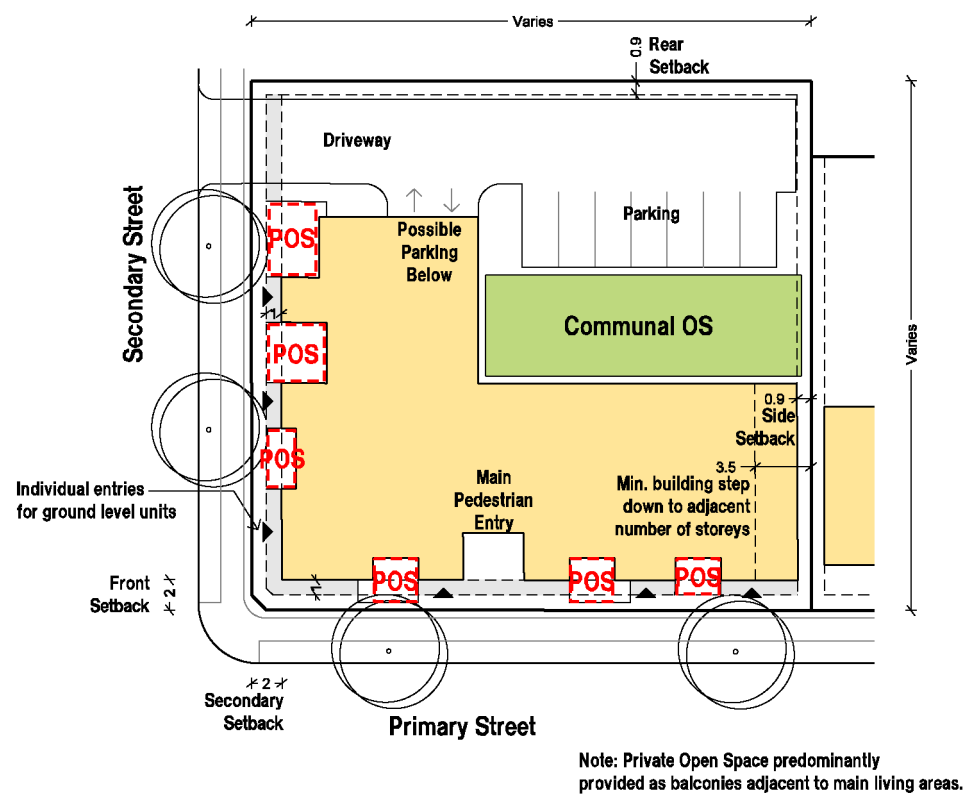 Varies
0.9
Rear
Setback
Driveway
Secondary Street
POS
Possible
Parking
Below
Parking
Communal OS
Varies
POS
0.9
Side
Setback
POS
3.5
Individual entries
for ground level units
Main
Pedestrian
Entry
Min. building step
down to adjacent
number of storeys
Front
Setback
2
POS
POS
POS
2
Secondary
Setback
Primary Street
Note: Private Open Space predominantly
provided as balconies adjacent to main living areas.